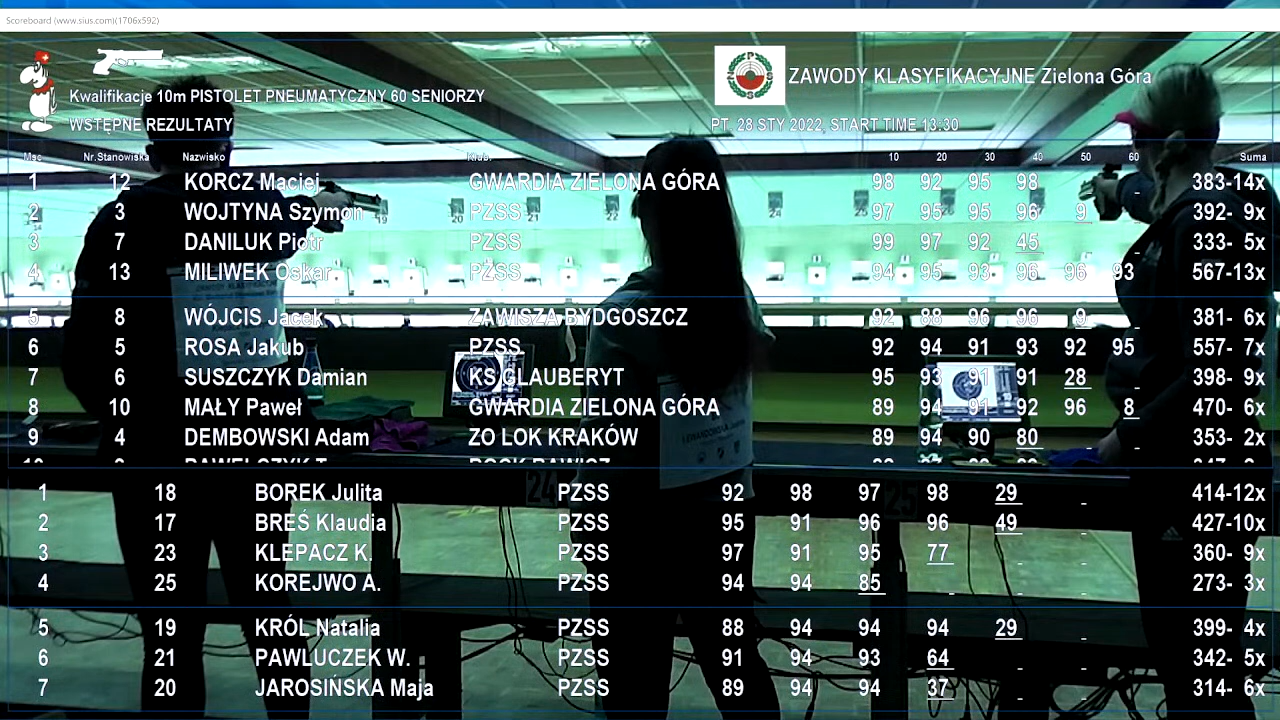 Scoreboard (www.sius.com)(1706x592)
ZAWODY KLASYFIKACYJNE Zielona Góra
Kwalifikacje 10m PISTOLET PNEUMATYCZNY 60 SENIORZY
WSTĘPNE REZULTATY
PT. 28 STY 2022, START TIME 13:30
Msc Nr.Stanowiska Nazwisko Klub. 10 20 30 40 50 60 Suma
1 12 KORCZ Maciej GWARDIA ZIELONA GÓRA 98 92 95 98 _ 383-14x
2 3 WOJTYNA Szymon PZSS 97 95 95 96 9 _ 392- 9x
3 7 DANILUK Piotr PZSS 99 97 92 45 _ 333- 5x
4 13 MILIWEK Oskar PZSS 94 95 93 96 96 93 567-13x
5 8 WÓJCIS Jacek ZAWISZA BYDGOSZCZ 92 88 96 96 9 _ 381- 6x
6 5 ROSA Jakub PZSS 92 94 91 93 92 95 557- 7x
7 6 SUSZCZYK Damian KS GLAUBERYT 95 93 91 91 28 _ 398- 9x
8 10 MAŁY Paweł GWARDIA ZIELONA GÓRA 89 94 91 92 96 8 470- 6x
9 4 DEMBOWSKI Adam ZO LOK KRAKÓW 89 94 90 80 _ _ 353- 2x
1 18 BOREK Julita PZSS 92 98 97 98 29 _ 414-12x
2 17 BREŚ Klaudia PZSS 95 91 96 96 49 _ 427-10x
3 23 KLEPACZ K. PZSS 97 91 95 77 _ _ 360- 9x
4 25 KOREJWO A. PZSS 94 94 85 _ _ _ 273- 3x
5 19 KRÓL Natalia PZSS 88 94 94 94 29 _ 399- 4x
6 21 PAWLUCZEK W. PZSS 91 94 93 64 _ _ 342- 5x
7 20 JAROSIŃSKA Maja PZSS 89 94 94 37 _ _ 314- 6x